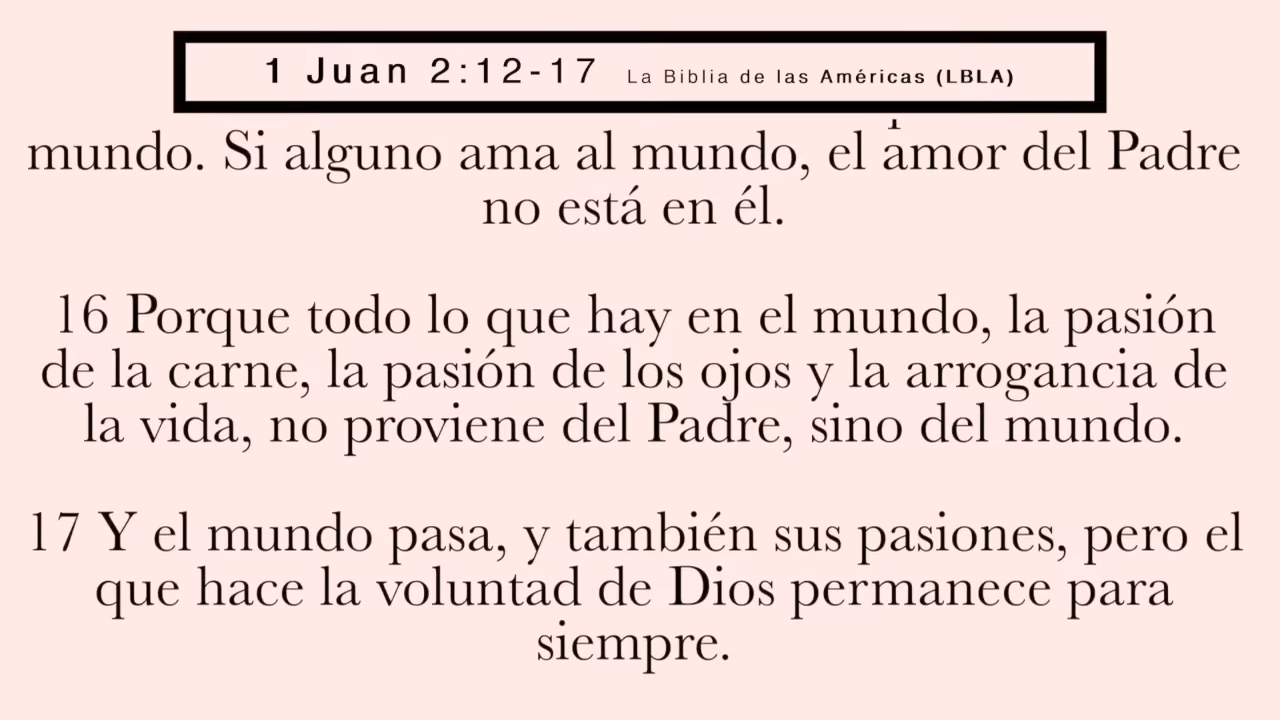 1 Juan 2:12-17 La Biblia de las Américas (LBLA)
mundo. Si alguno ama al mundo, el amor del Padre
no está en él.
16 Porque todo lo que hay en el mundo, la pasión
de la carne, la pasión de los ojos y la arrogancia de
la vida, no proviene del Padre, sino del mundo.
17 Y el mundo pasa, y también sus pasiones, pero el
que hace la voluntad de Dios permanece para
siempre.